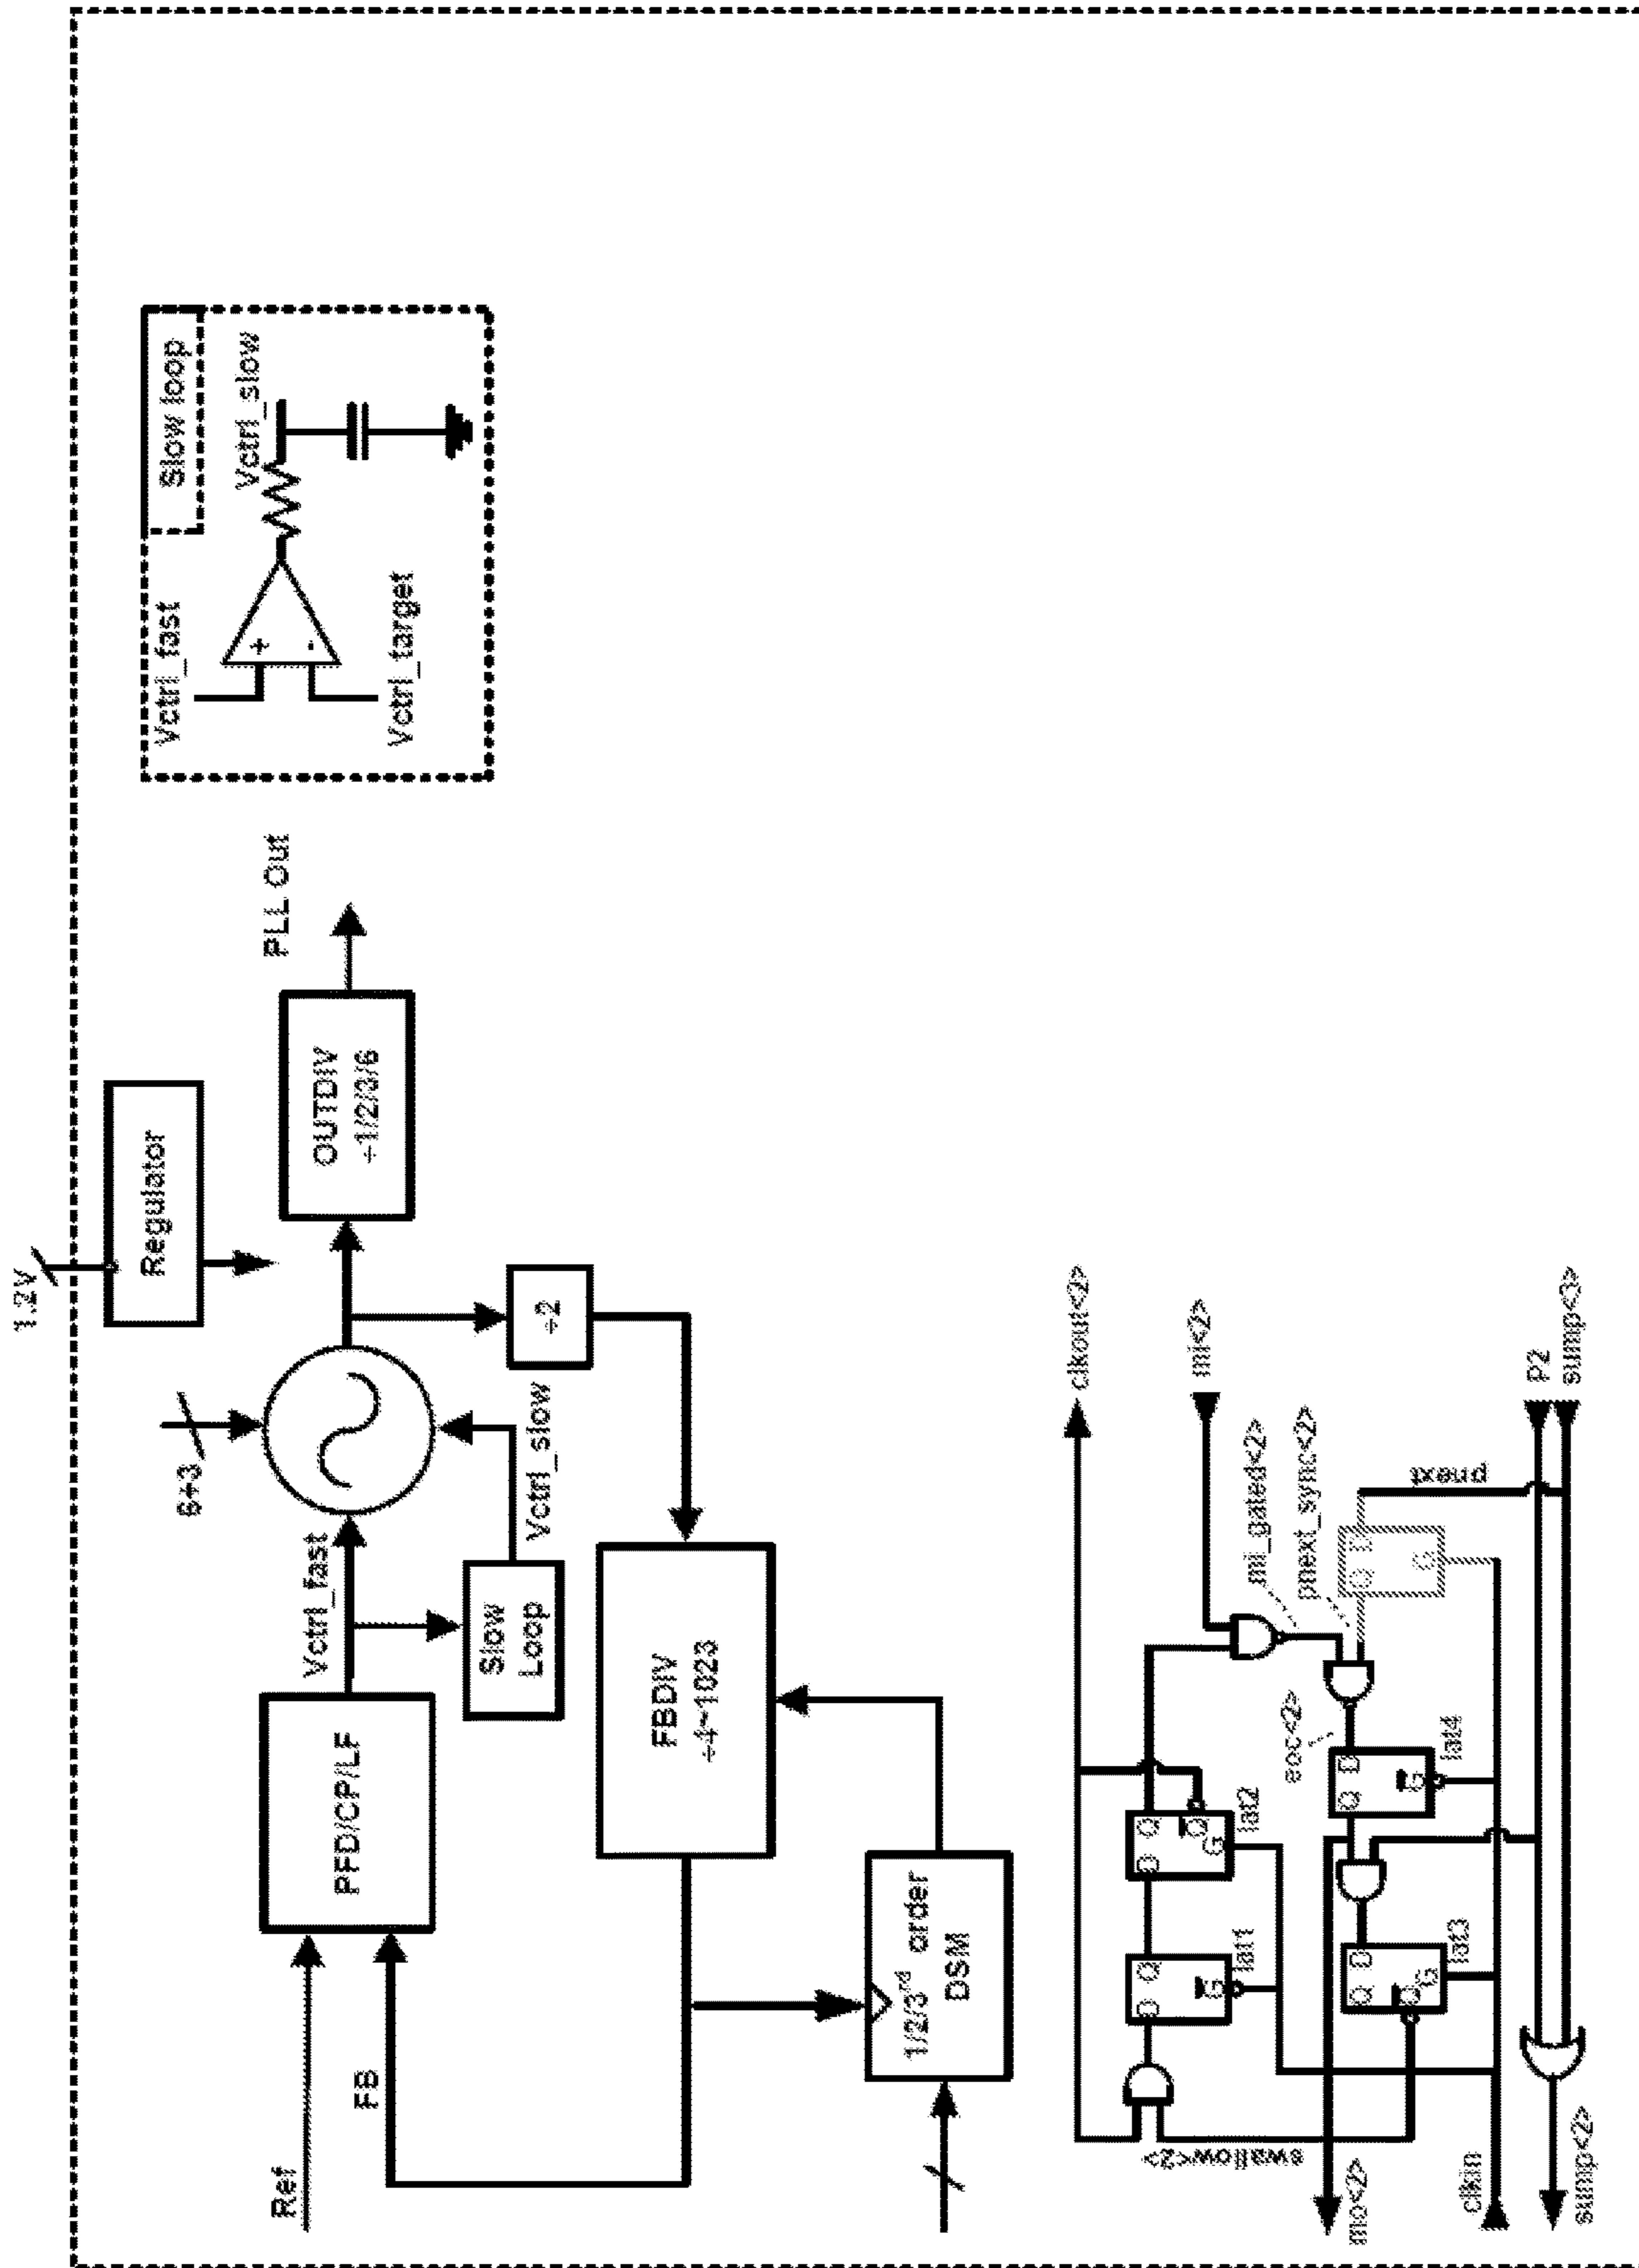 1.2V
Regulator
6+3
Ref
FB
PFD/CP/LF
Vctrl_fast
Slow
Loop
Vctrl_slow
OUTDIV
÷1/2/3/6
PLL Out
÷2
FBDIV
÷4~1023
1/2/3rd order
DSM
Slow loop
Vctrl_fast
Vctrl_target
+
-
Vctrl_slow
clkout<2>
mi<2>
mi_gated<2>
pnext_sync<2>
pnext
P2
sump<3>
eoc<2>
D Q
G
lat1
D Q
Q
G
lat2
Q D
Q
G
lat3
Q D
G
lat4
Q D
G
swallow<2>
mo<2>
clkin
sump<2>